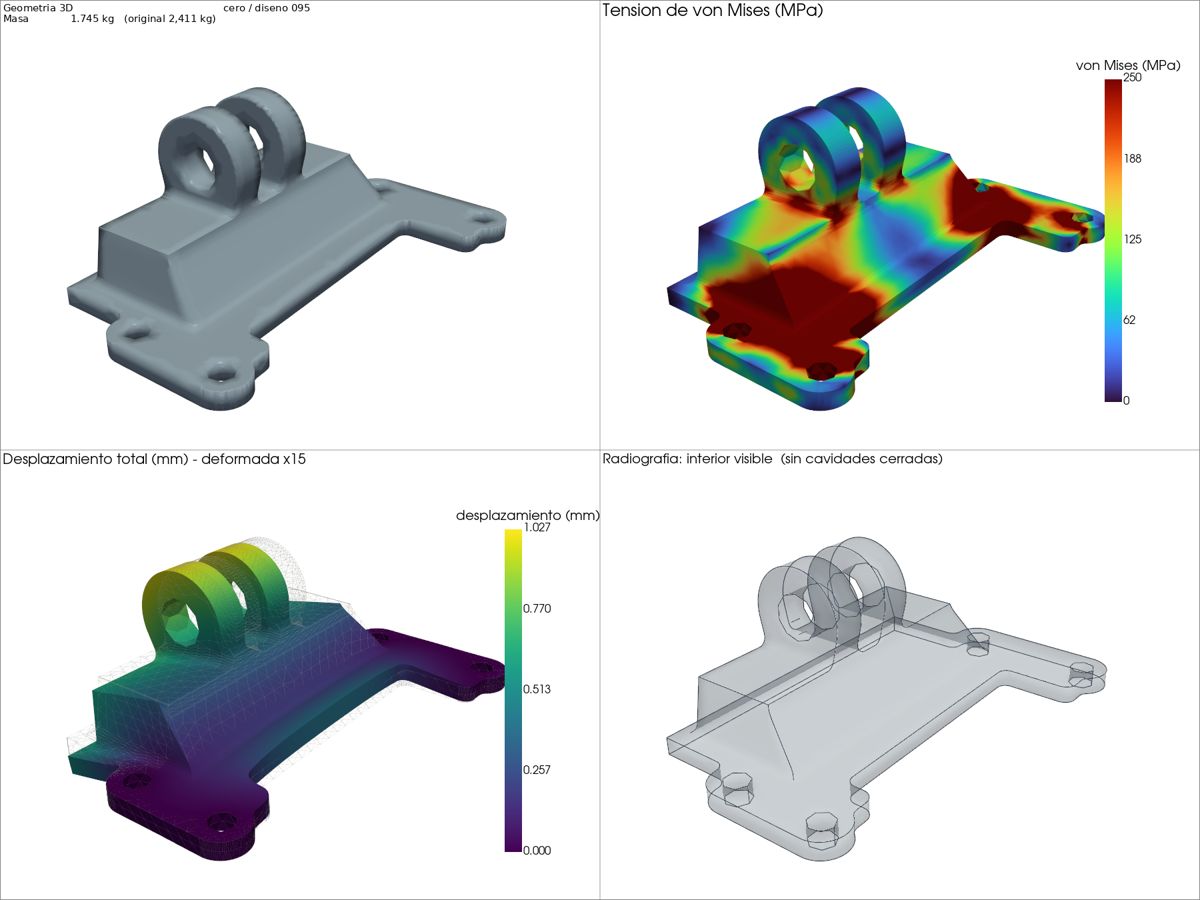 Geometria 3D cero / diseno 095
Masa 1.745 kg (original 2,411 kg)
Tension de von Mises (MPa)
von Mises (MPa)
250
188
125
62
0
Desplazamiento total (mm) - deformada x15
desplazamiento (mm)
1.027
0.770
0.513
0.257
0.000
Radiografia: interior visible (sin cavidades cerradas)